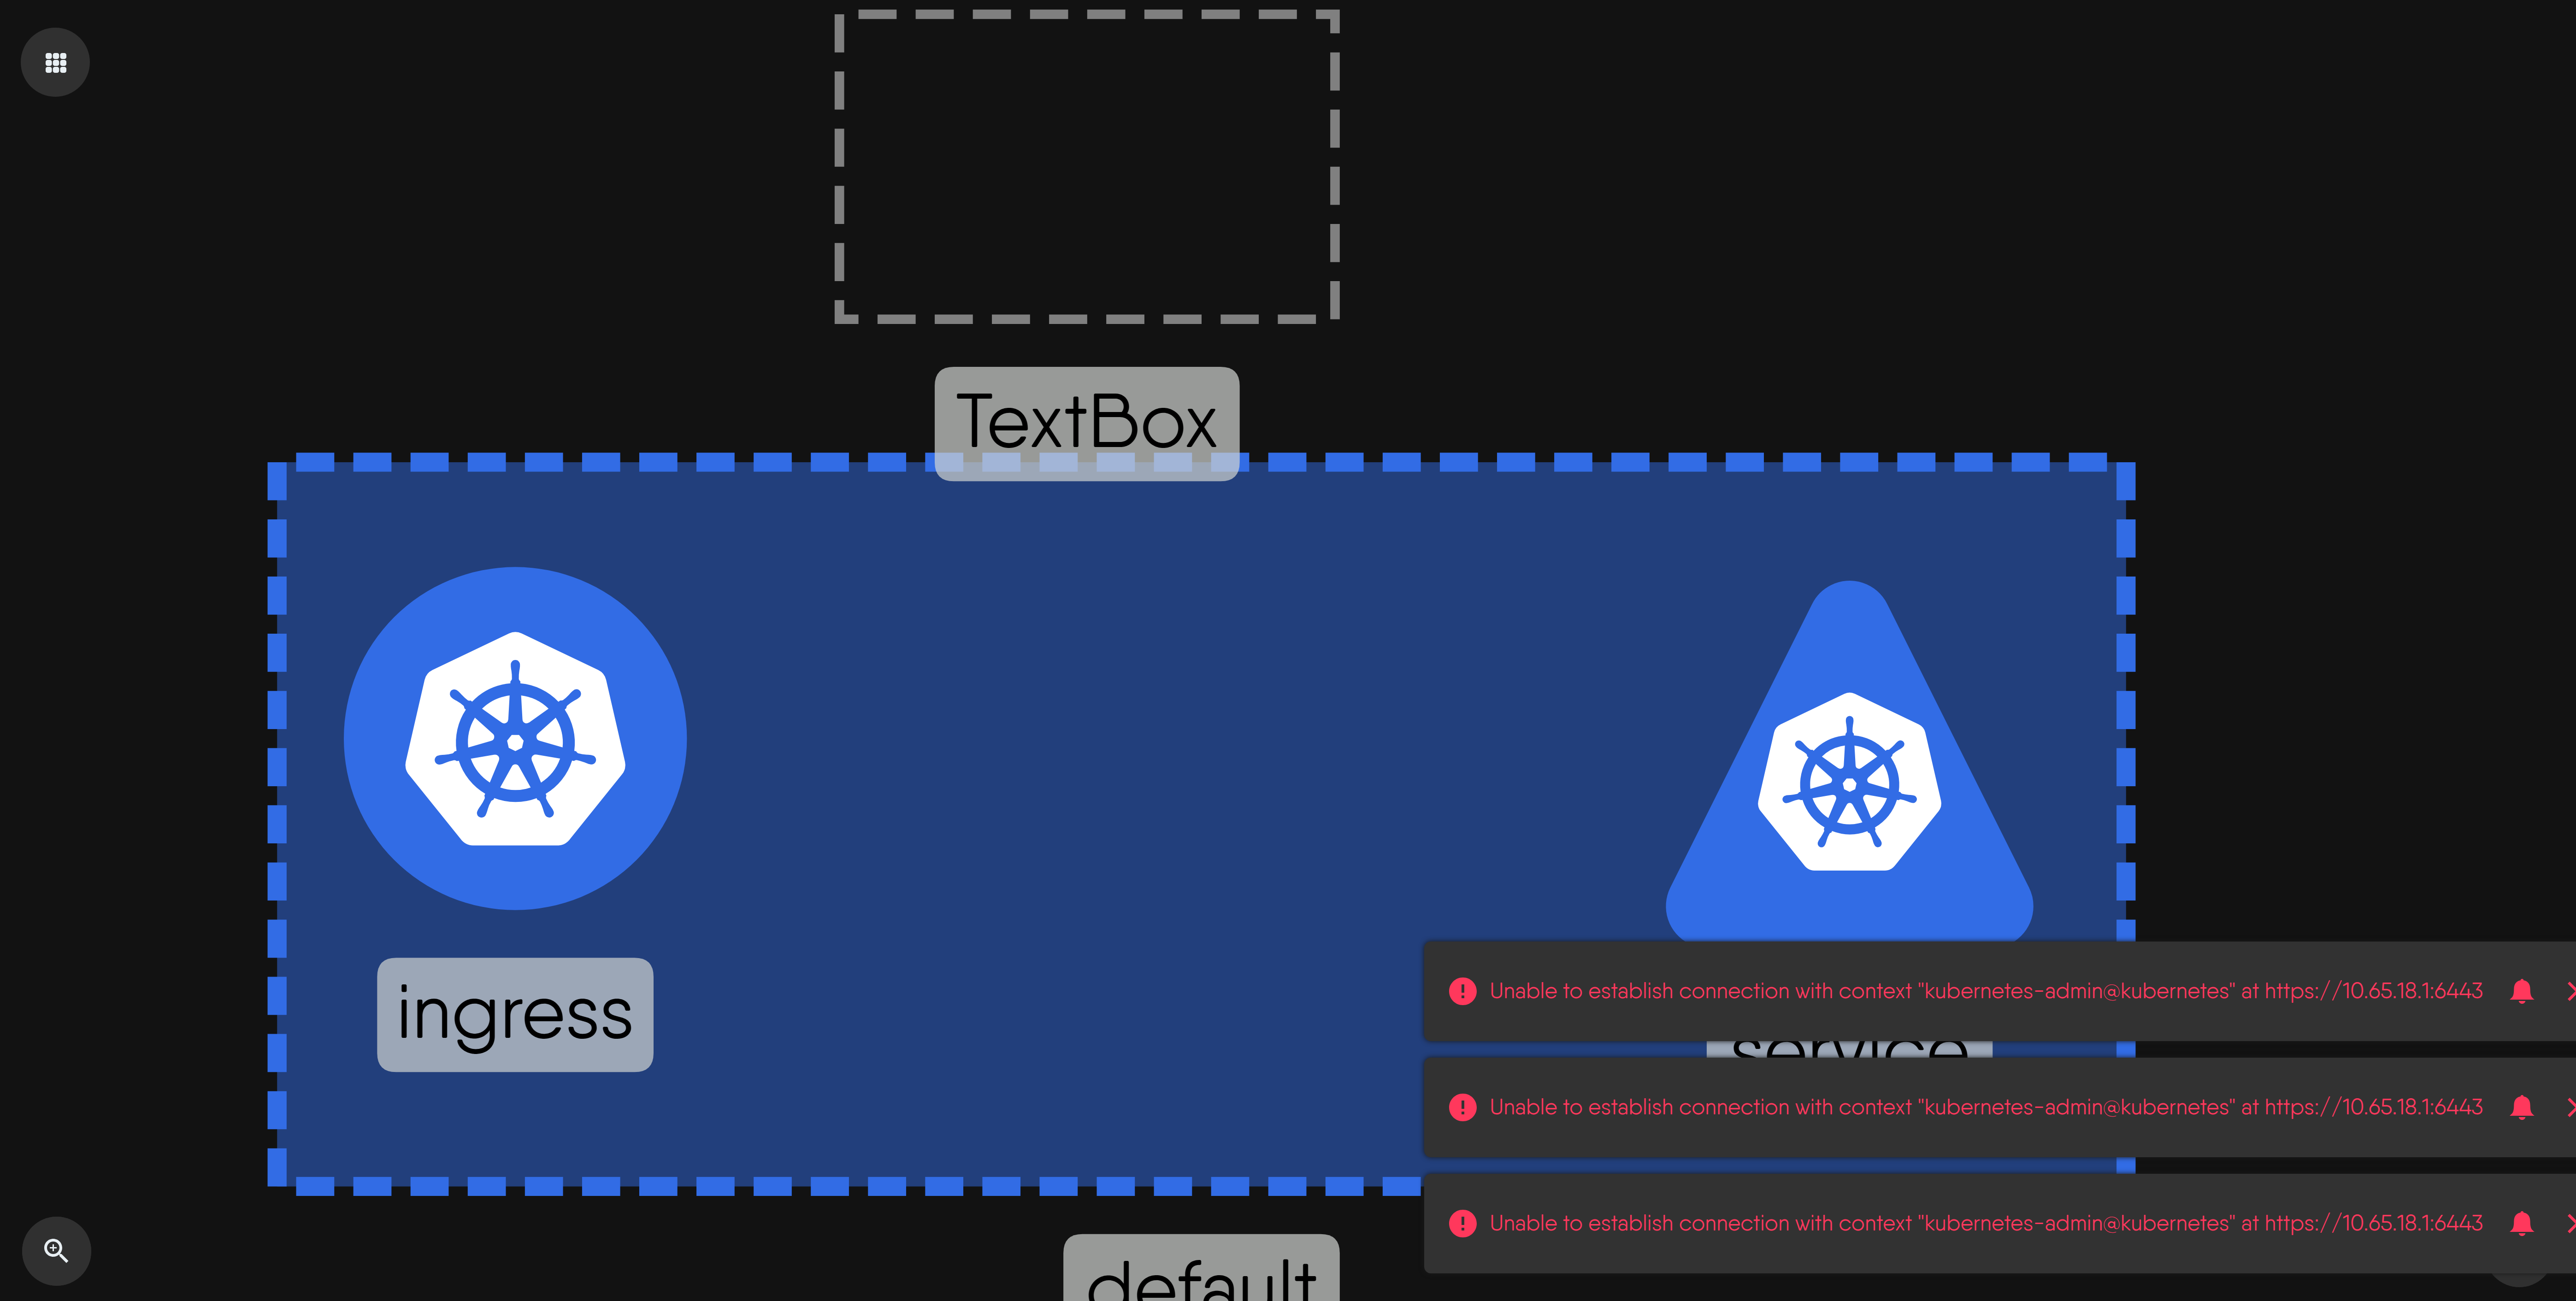 TextBox
ingress
Unable to establish connection with context "kubernetes-admin@kubernetes" at https://10.65.18.1:6443
service
Unable to establish connection with context "kubernetes-admin@kubernetes" at https://10.65.18.1:6443
Unable to establish connection with context "kubernetes-admin@kubernetes" at https://10.65.18.1:6443
default